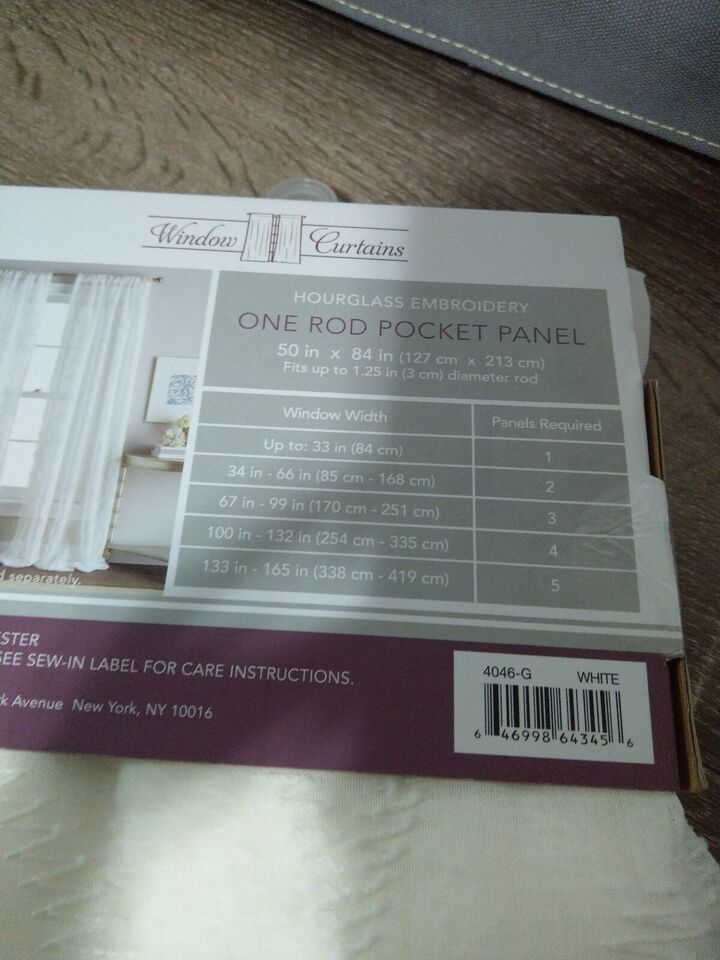 Window Curtains
HOURGLASS EMBROIDERY
ONE ROD POCKET PANEL
50 in x 84 in (127 cm x 213 cm)
Fits up to 1.25 in (3 cm) diameter rod
Window Width Panels Required
Up to: 33 in (84 cm) 1
34 in - 66 in (85 cm - 168 cm) 2
67 in - 99 in (170 cm - 251 cm) 3
100 in - 132 in (254 cm - 335 cm) 4
133 in - 165 in (338 cm - 419 cm) 5
separately.
SEE SEW-IN LABEL FOR CARE INSTRUCTIONS.
Avenue New York, NY 10016
4046-G WHITE
6 46998 64345 6